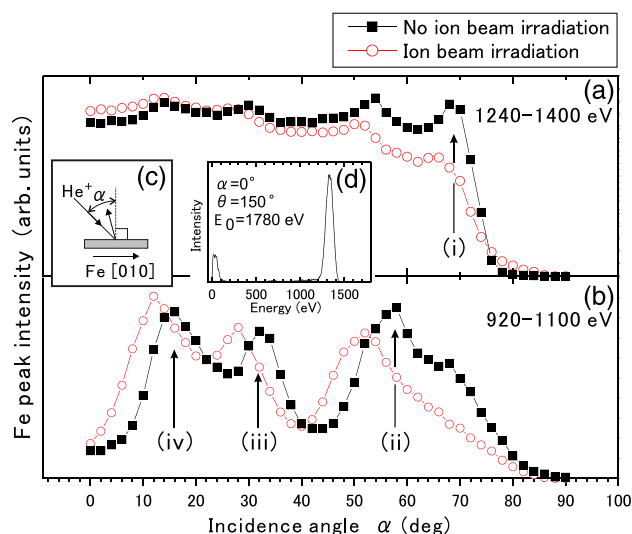 No ion beam irradiation
Ion beam irradiation
(a)
1240-1400 eV
(c)
He+ α
Fe [010]
(d)
α=0°
θ=150°
E0=1780 eV
Intensity
0 500 1000 1500
Energy (eV)
(i)
(b)
920-1100 eV
(iv)
(iii)
(ii)
Fe peak intensity (arb. units)
0 10 20 30 40 50 60 70 80 90 100
Incidence angle α (deg)